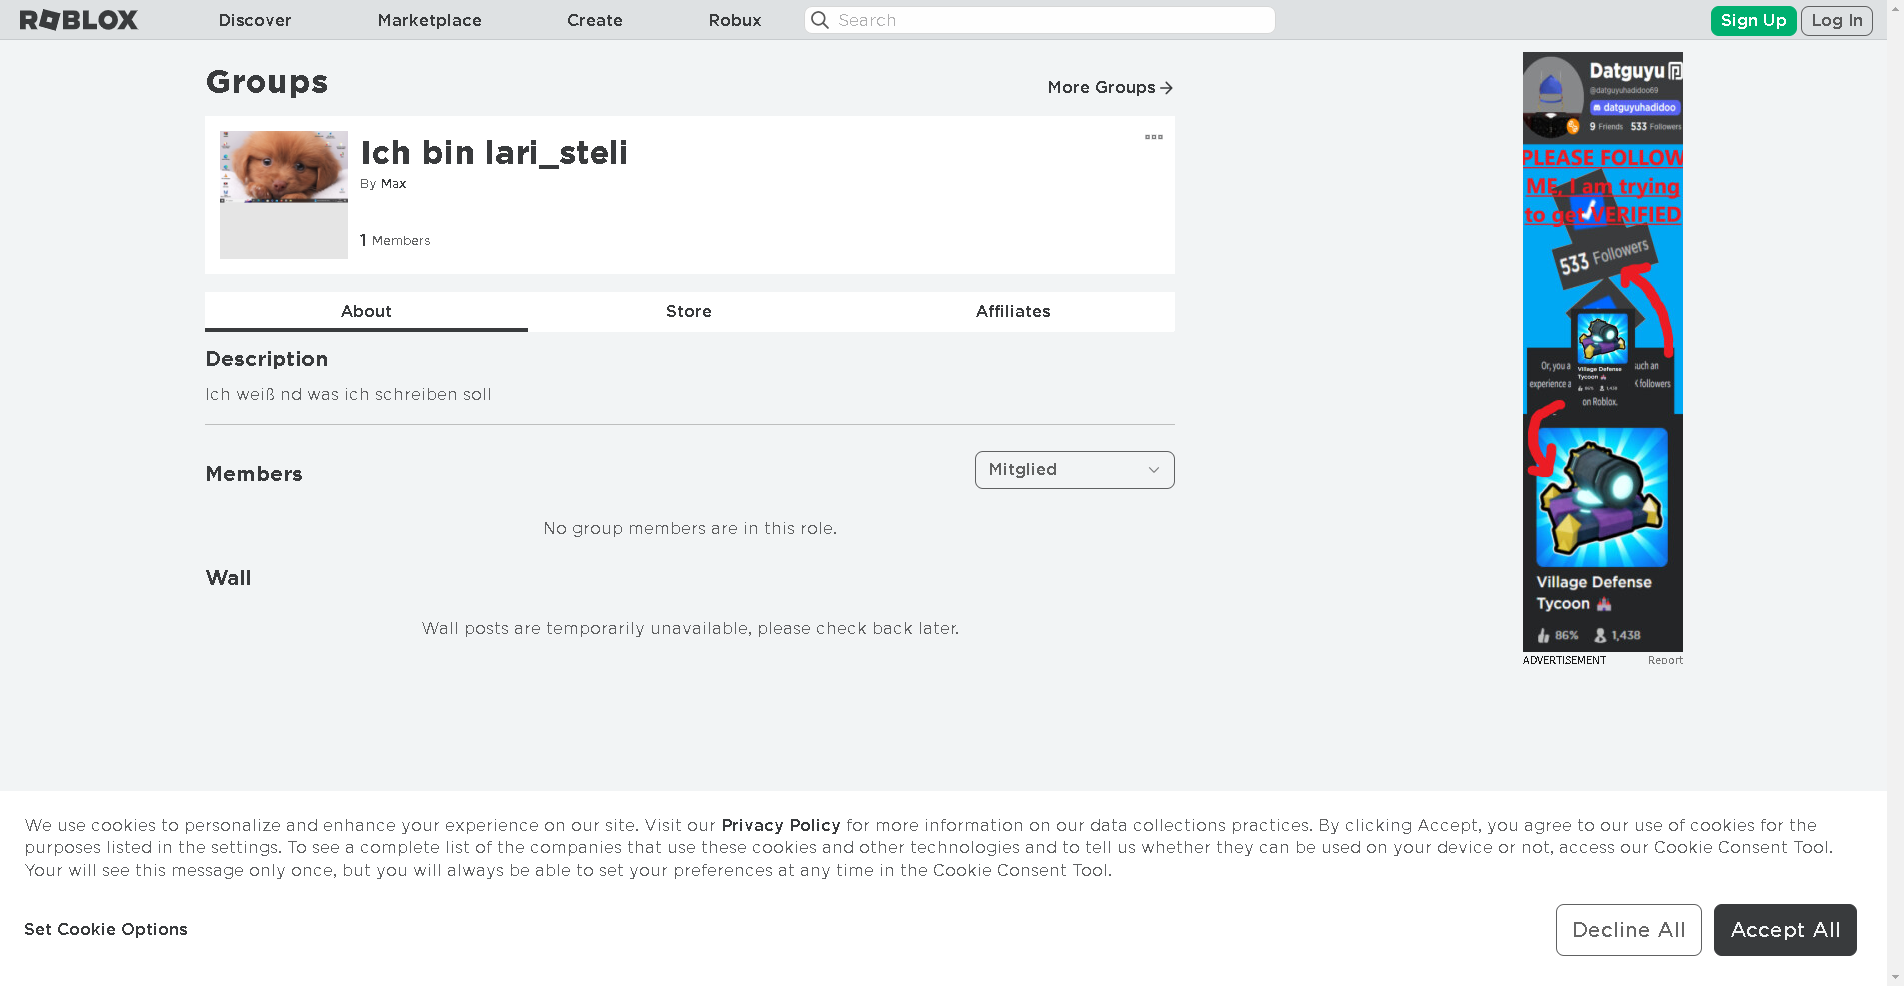 ROBLOX Discover Marketplace Create Robux Search Sign Up Log In
Groups
More Groups
Ich bin lari_steli
By Max
1 Members
About Store Affiliates
Description
Ich weiß nd was ich schreiben soll
Members
Mitglied
No group members are in this role.
Wall
Wall posts are temporarily unavailable, please check back later.
Datguyu
@datguyuhadidoo69
datguyuhadidoo
9 Friends 533 Followers
PLEASE FOLLOW
ME, I am trying
to get VERIFIED
533 Followers
Or, you a such an
Village Defense
Tycoon
experience a K followers
86% 1,438
on Roblox.
Village Defense
Tycoon
86% 1,438
ADVERTISEMENT Report
We use cookies to personalize and enhance your experience on our site. Visit our Privacy Policy for more information on our data collections practices. By clicking Accept, you agree to our use of cookies for the
purposes listed in the settings. To see a complete list of the companies that use these cookies and other technologies and to tell us whether they can be used on your device or not, access our Cookie Consent Tool.
Your will see this message only once, but you will always be able to set your preferences at any time in the Cookie Consent Tool.
Set Cookie Options
Decline All
Accept All